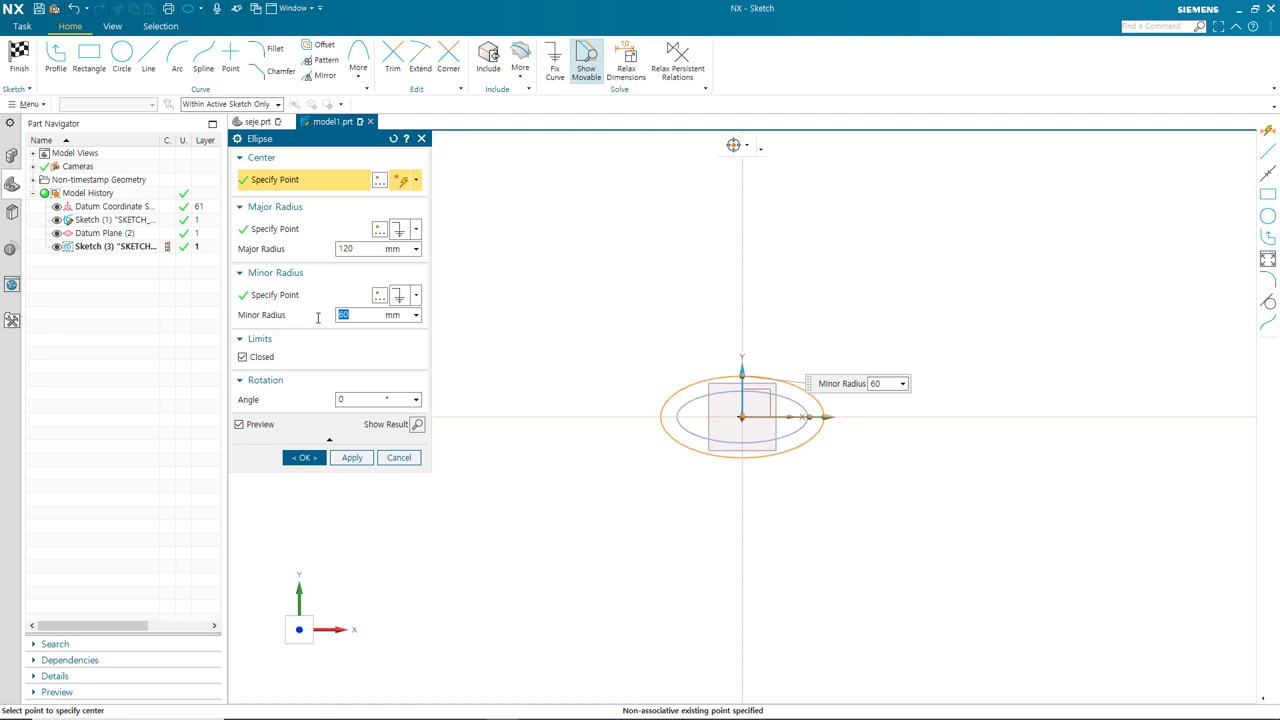 NX
Window
NX - Sketch
SIEMENS
Task
Home
View
Selection
Find a Command
Finish
Profile
Rectangle
Circle
Line
Arc
Spline
Point
Fillet
Chamfer
Offset
Pattern
Mirror
More
Trim
Extend
Corner
Include
More
Fix Curve
Show Movable
10
Relax Dimensions
Relax Persistent Relations
Sketch
Curve
Edit
Include
Solve
Menu
Within Active Sketch Only
Part Navigator
seje.prt
model1.prt
Name
C.
U.
Layer
Model Views
Cameras
Non-timestamp Geometry
Model History
Datum Coordinate S...
61
Sketch (1) "SKETCH_...
1
Datum Plane (2)
1
Sketch (3) "SKETCH...
1
Search
Dependencies
Details
Preview
Ellipse
Center
Specify Point
Major Radius
Specify Point
Major Radius
120
mm
Minor Radius
Specify Point
Minor Radius
60
mm
Limits
Closed
Rotation
Angle
0
°
Preview
Show Result
< OK >
Apply
Cancel
Y
X
Minor Radius
60
Y
X
Select point to specify center
Non-associative existing point specified